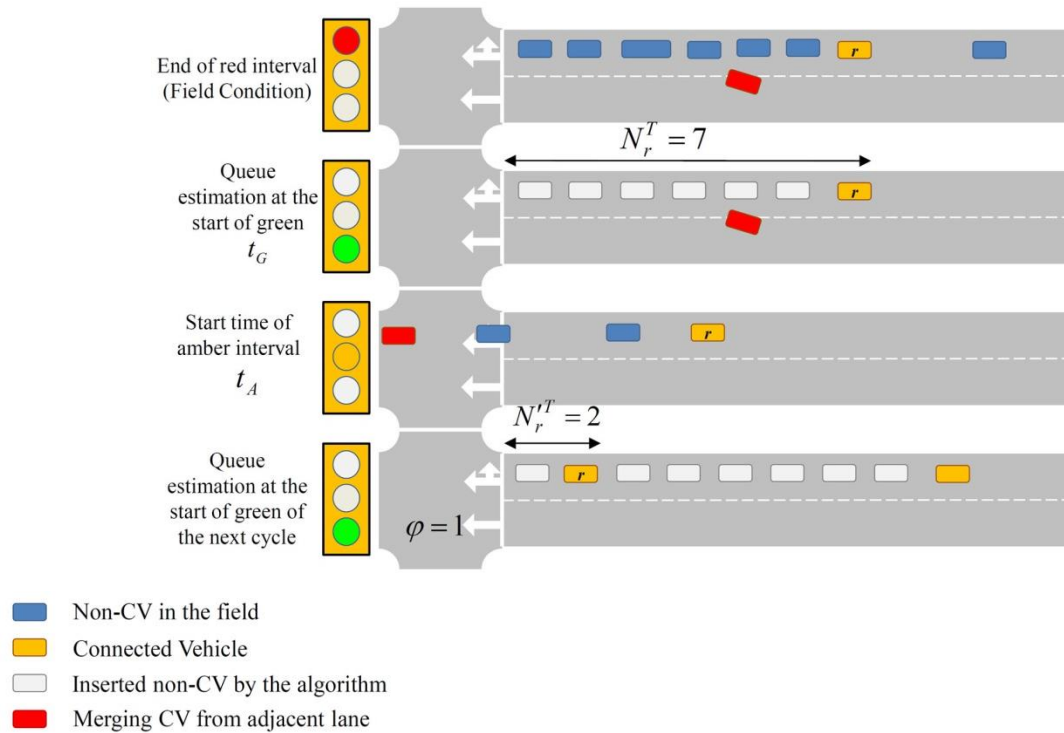 End of red interval
(Field Condition)
r
N_r^T = 7
Queue
estimation at the
start of green
t_G
r
Start time of
amber interval
t_A
r
N'_r^T = 2
Queue
estimation at the
start of green of
the next cycle
r
φ = 1
Non-CV in the field
Connected Vehicle
Inserted non-CV by the algorithm
Merging CV from adjacent lane